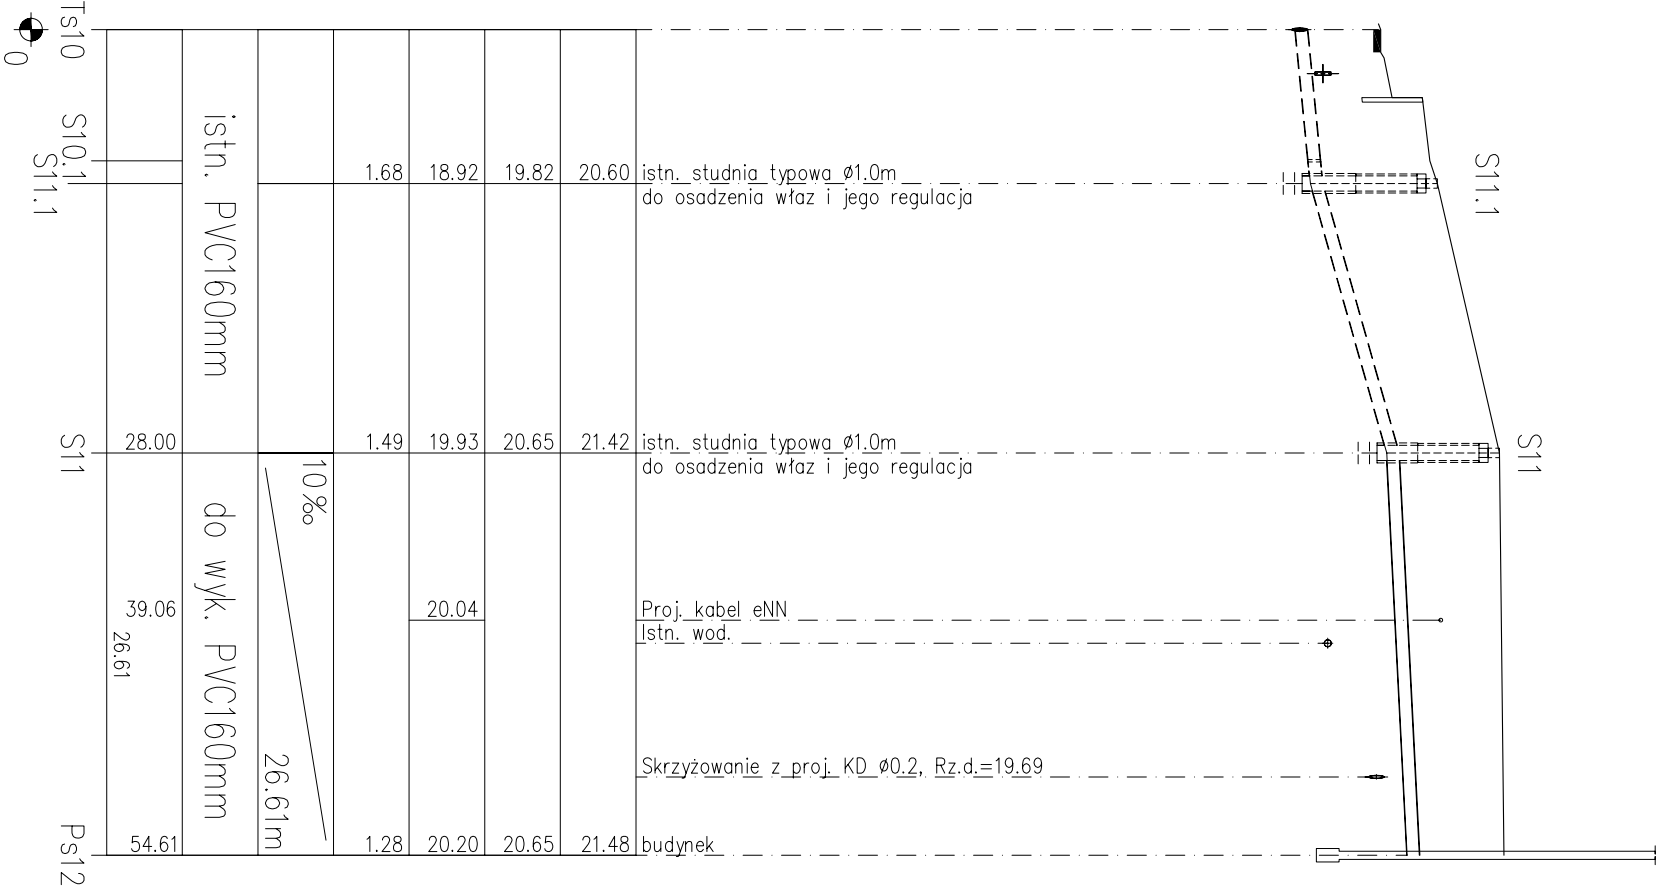 Ts10
0
S10.1
S11.1
istn. PVC160mm
1.68 18.92 19.82 20.60 istn. studnia typowa ø1.0m
do osadzenia właz i jego regulacja
S11.1
S11
28.00 1.49 19.93 20.65 21.42 istn. studnia typowa ø1.0m
do osadzenia właz i jego regulacja
S11
10‰
do wyk. PVC160mm
39.06 20.04 Proj. kabel eNN
Istn. wod.
26.61
26.61m
Skrzyżowanie z proj. KD ø0.2, Rz.d.=19.69
Ps12
54.61 1.28 20.20 20.65 21.48 budynek